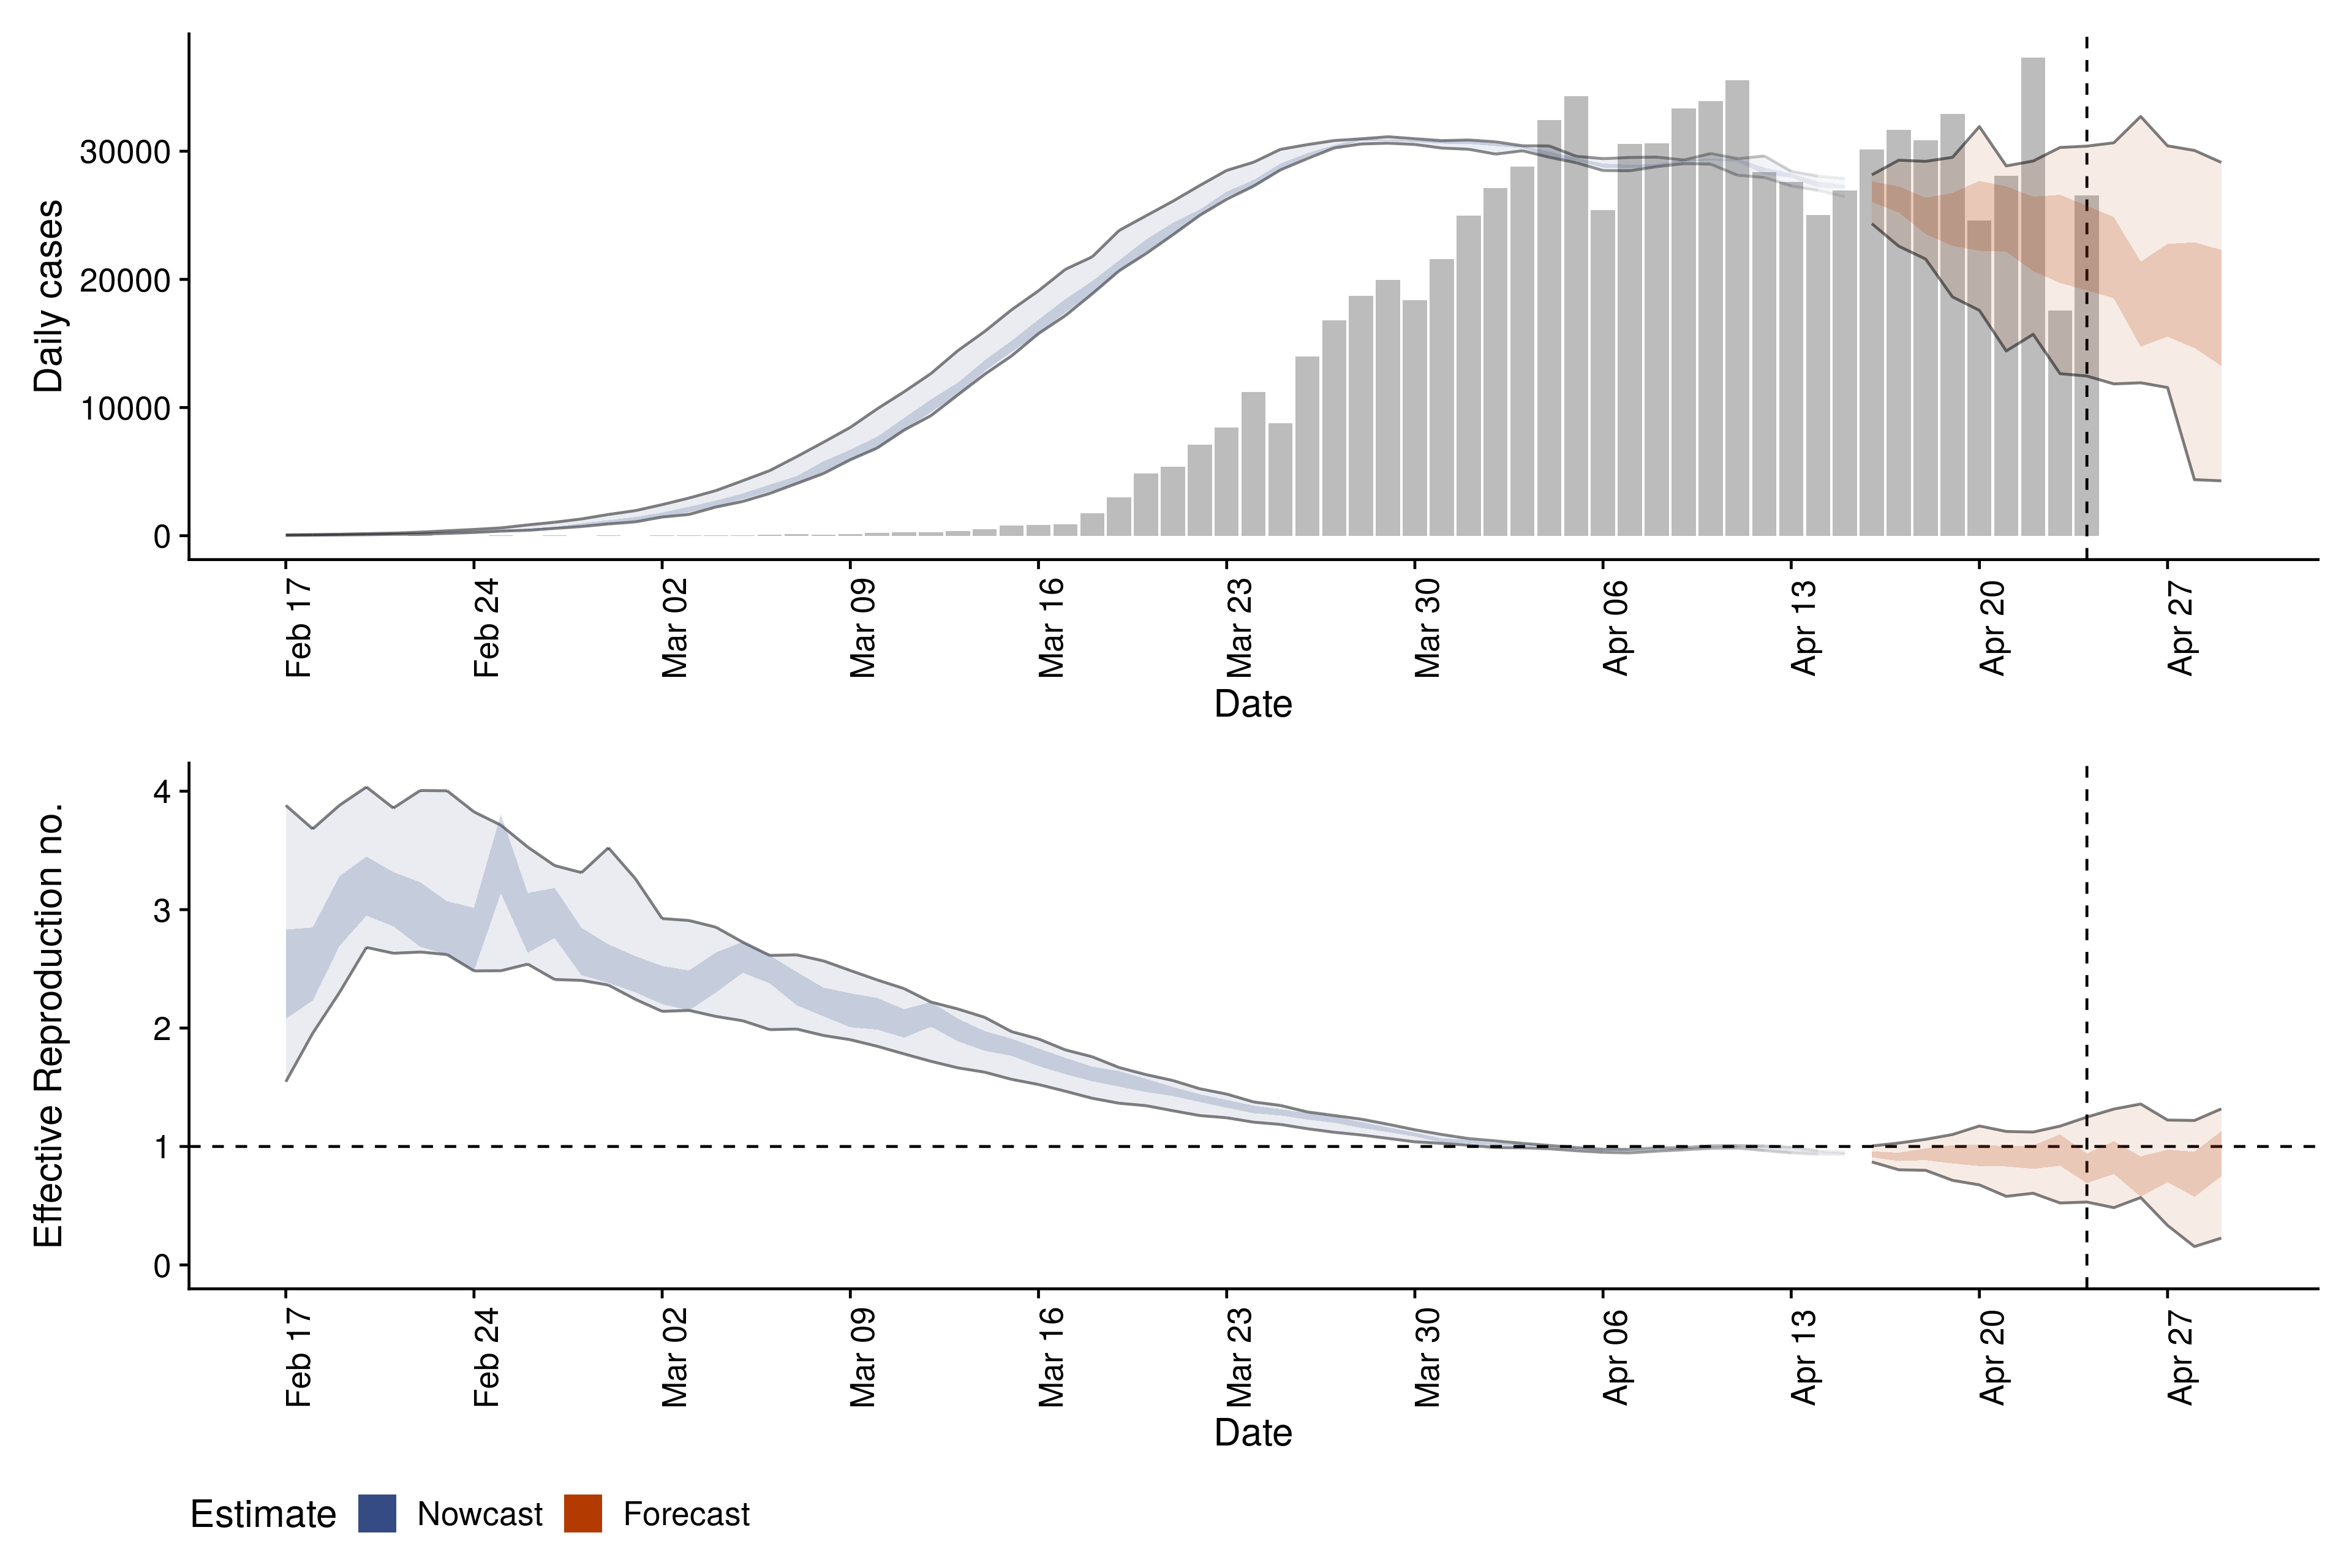 Daily cases
30000
20000
10000
0
Feb 17
Feb 24
Mar 02
Mar 09
Mar 16
Mar 23
Mar 30
Apr 06
Apr 13
Apr 20
Apr 27
Date
Effective Reproduction no.
4
3
2
1
0
Feb 17
Feb 24
Mar 02
Mar 09
Mar 16
Mar 23
Mar 30
Apr 06
Apr 13
Apr 20
Apr 27
Date
Estimate Nowcast Forecast